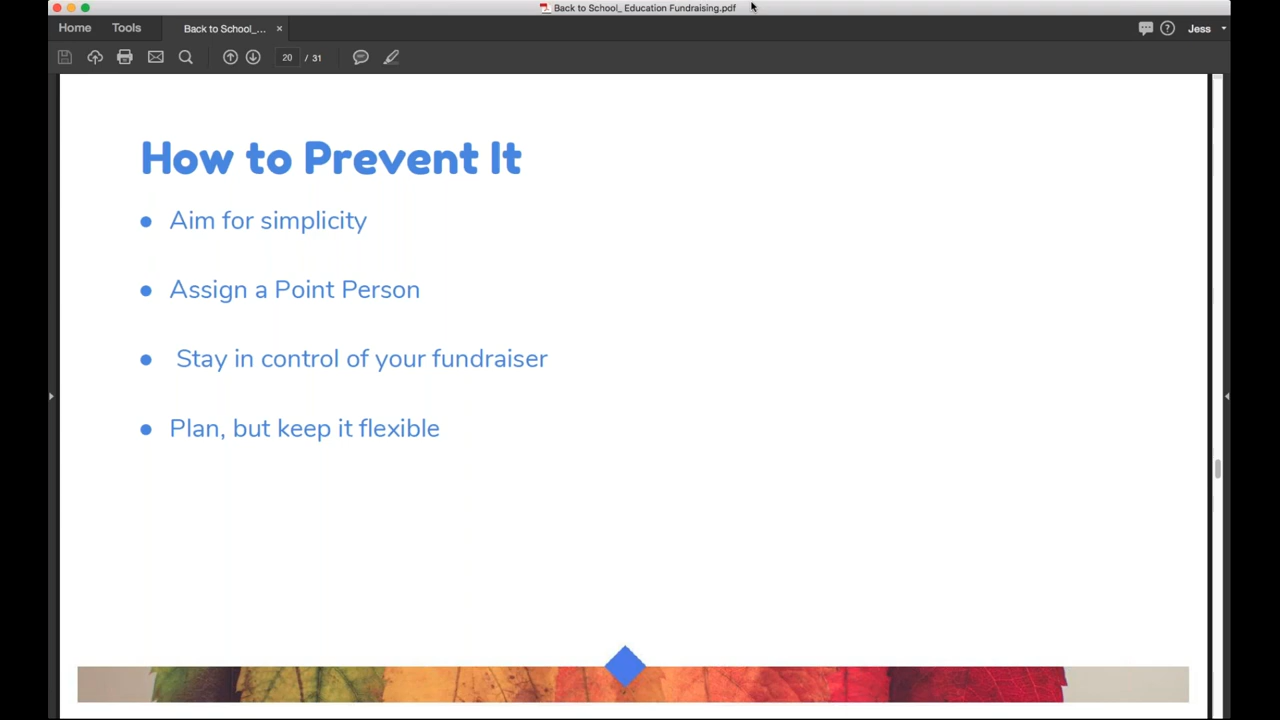 Back to School_ Education Fundraising.pdf
Home Tools Back to School_... × Jess
20 / 31
How to Prevent It
● Aim for simplicity
● Assign a Point Person
● Stay in control of your fundraiser
● Plan, but keep it flexible